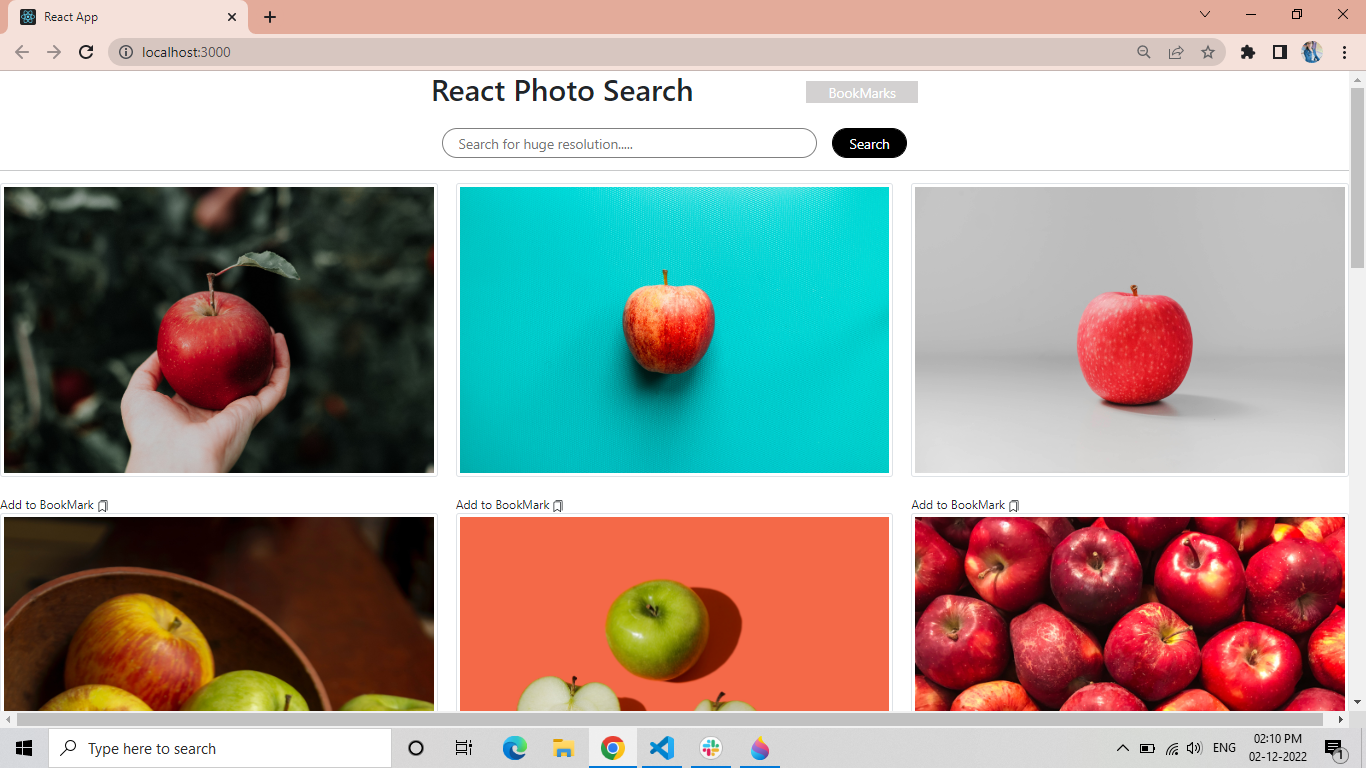 React App
localhost:3000
React Photo Search
BookMarks
Search for huge resolution.....
Search
Add to BookMark
Add to BookMark
Add to BookMark
Type here to search
ENG
02:10 PM
02-12-2022
1